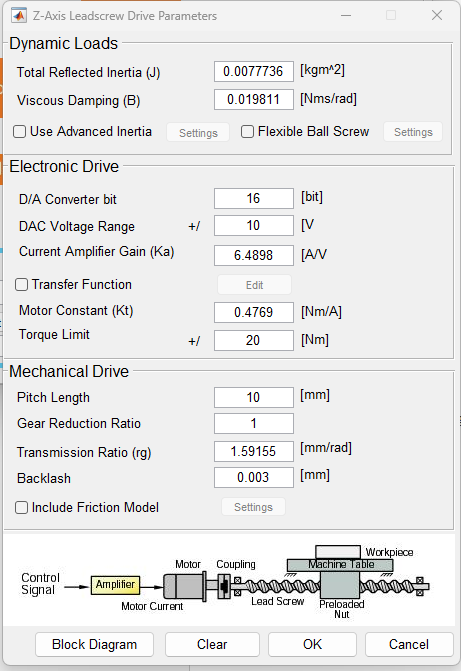 Z-Axis Leadscrew Drive Parameters
Dynamic Loads
Total Reflected Inertia (J) 0.0077736 [kgm^2]
Viscous Damping (B) 0.019811 [Nms/rad]
Use Advanced Inertia Settings Flexible Ball Screw Settings
Electronic Drive
D/A Converter bit 16 [bit]
DAC Voltage Range +/ 10 [V
Current Amplifier Gain (Ka) 6.4898 [A/V
Transfer Function Edit
Motor Constant (Kt) 0.4769 [Nm/A]
Torque Limit +/ 20 [Nm]
Mechanical Drive
Pitch Length 10 [mm]
Gear Reduction Ratio 1
Transmission Ratio (rg) 1.59155 [mm/rad]
Backlash 0.003 [mm]
Include Friction Model Settings
Workpiece
Motor Coupling Machine Table
Control
Signal
Amplifier
Motor Current
Lead Screw
Preloaded
Nut
Block Diagram Clear OK Cancel